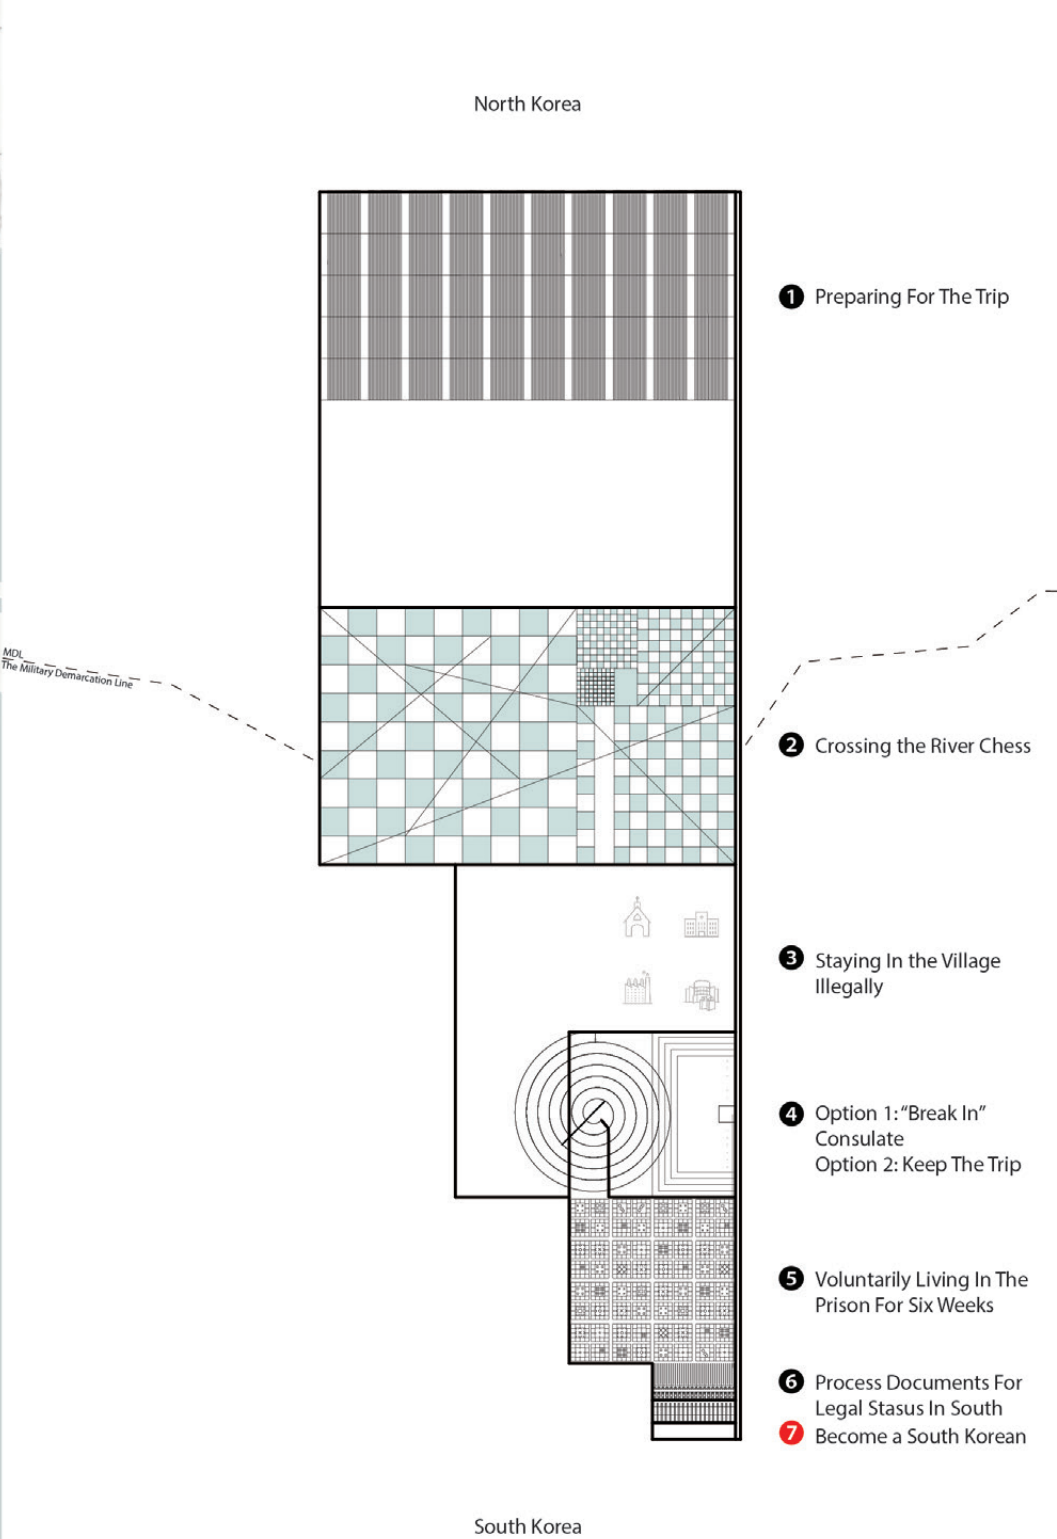 North Korea
1 Preparing For The Trip
MDL
The Military Demarcation Line
2 Crossing the River Chess
3 Staying In the Village
Illegally
4 Option 1: “Break In”
Consulate
Option 2: Keep The Trip
5 Voluntarily Living In The
Prison For Six Weeks
6 Process Documents For
Legal Stasus In South
7 Become a South Korean
South Korea